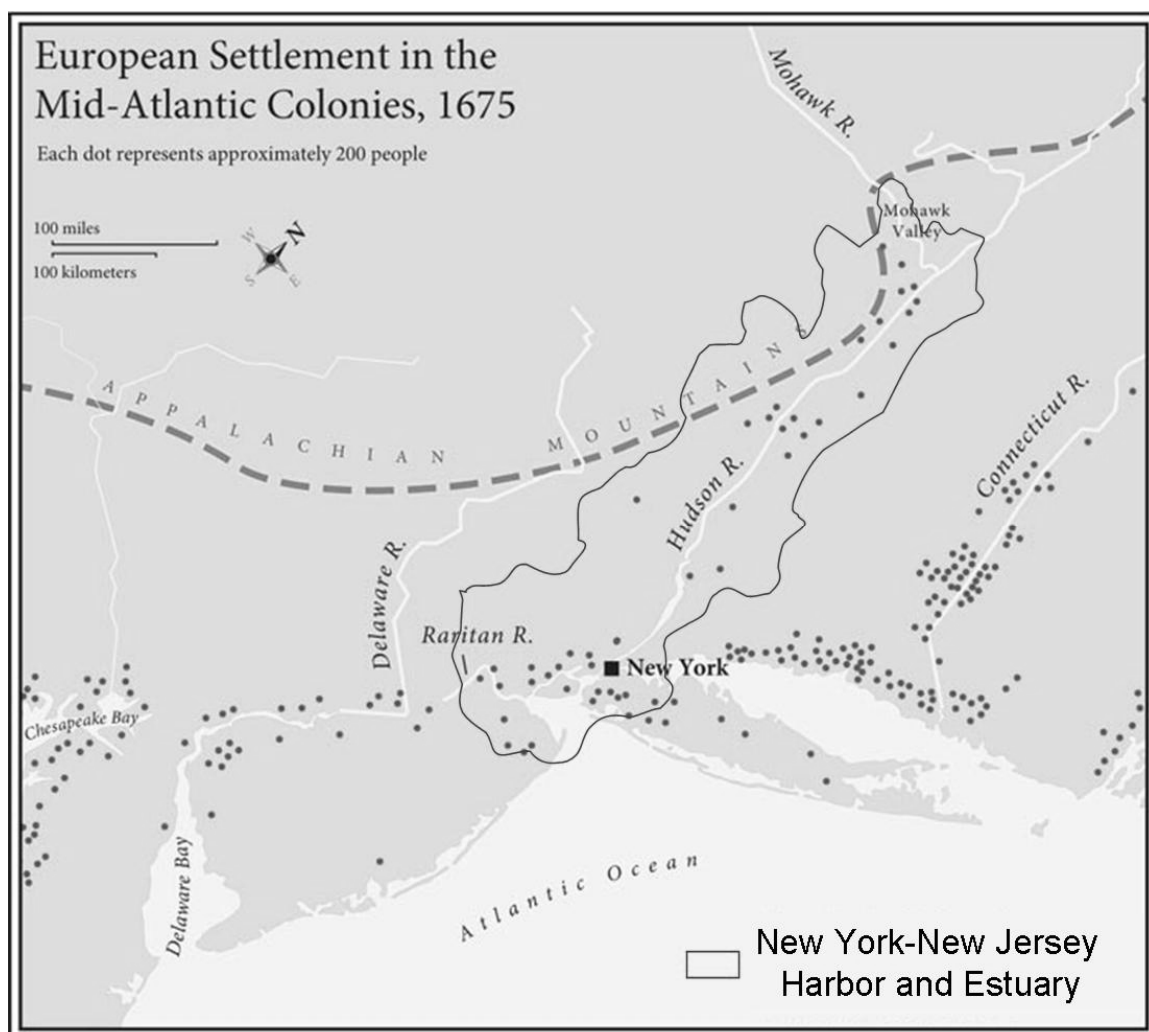 European Settlement in the
Mid-Atlantic Colonies, 1675
Each dot represents approximately 200 people
100 miles
100 kilometers
W
N
S
E
Mohawk R.
Mohawk
Valley
APPALACHIAN MOUNTAINS
Connecticut R.
Hudson R.
Delaware R.
Raritan R.
New York
Chesapeake Bay
Delaware Bay
Atlantic Ocean
New York-New Jersey
Harbor and Estuary